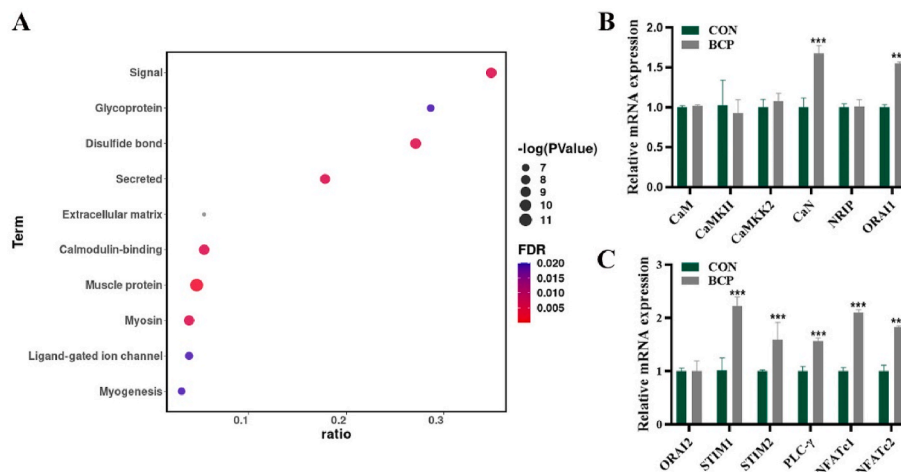 A
Signal
Glycoprotein
Disulfide bond
Secreted
Extracellular matrix
Calmodulin-binding
Muscle protein
Myosin
Ligand-gated ion channel
Myogenesis
Term
0.1 0.2 0.3
ratio
-log(PValue)
7
8
9
10
11
FDR
0.020
0.015
0.010
0.005
B
CON
BCP
Relative mRNA expression
2.0
1.5
1.0
0.5
0.0
***
***
CaM CaMKII CaMKK2 CaN NRIP ORAI1
C
CON
BCP
Relative mRNA expression
3
2
1
0
***
***
***
***
***
ORAI2 STIM1 STIM2 PLC-γ NFATc1 NFATc2